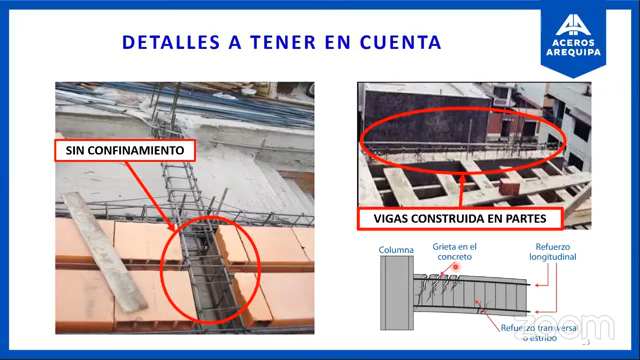 DETALLES A TENER EN CUENTA
ACEROS
AREQUIPA
SIN CONFINAMIENTO
VIGAS CONSTRUIDA EN PARTES
Columna
Grieta en el
concreto
Refuerzo
longitudinal
Refuerzo transversal
o estribo
zoom